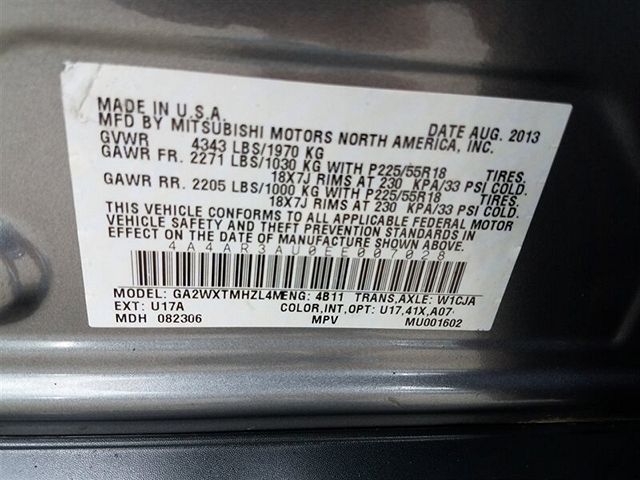 MADE IN U.S.A. DATE AUG. 2013
MFD BY MITSUBISHI MOTORS NORTH AMERICA, INC.
GVWR 4343 LBS/1970 KG
GAWR FR. 2271 LBS/1030 KG WITH P225/55R18 TIRES.
18X7J RIMS AT 230 KPA/33 PSI COLD.
GAWR RR. 2205 LBS/1000 KG WITH P225/55R18 TIRES.
18X7J RIMS AT 230 KPA/33 PSI COLD.
THIS VEHICLE CONFORMS TO ALL APPLICABLE FEDERAL MOTOR
VEHICLE SAFETY AND THEFT PREVENTION STANDARDS IN
EFFECT ON THE DATE OF MANUFACTURE SHOWN ABOVE.
4A4AR3AU0EE007028
MODEL: GA2WXTMHZL4M ENG: 4B11 TRANS,AXLE: W1CJA
EXT: U17A COLOR,INT,OPT: U17,41X,A07
MDH 082306 MPV MU001602